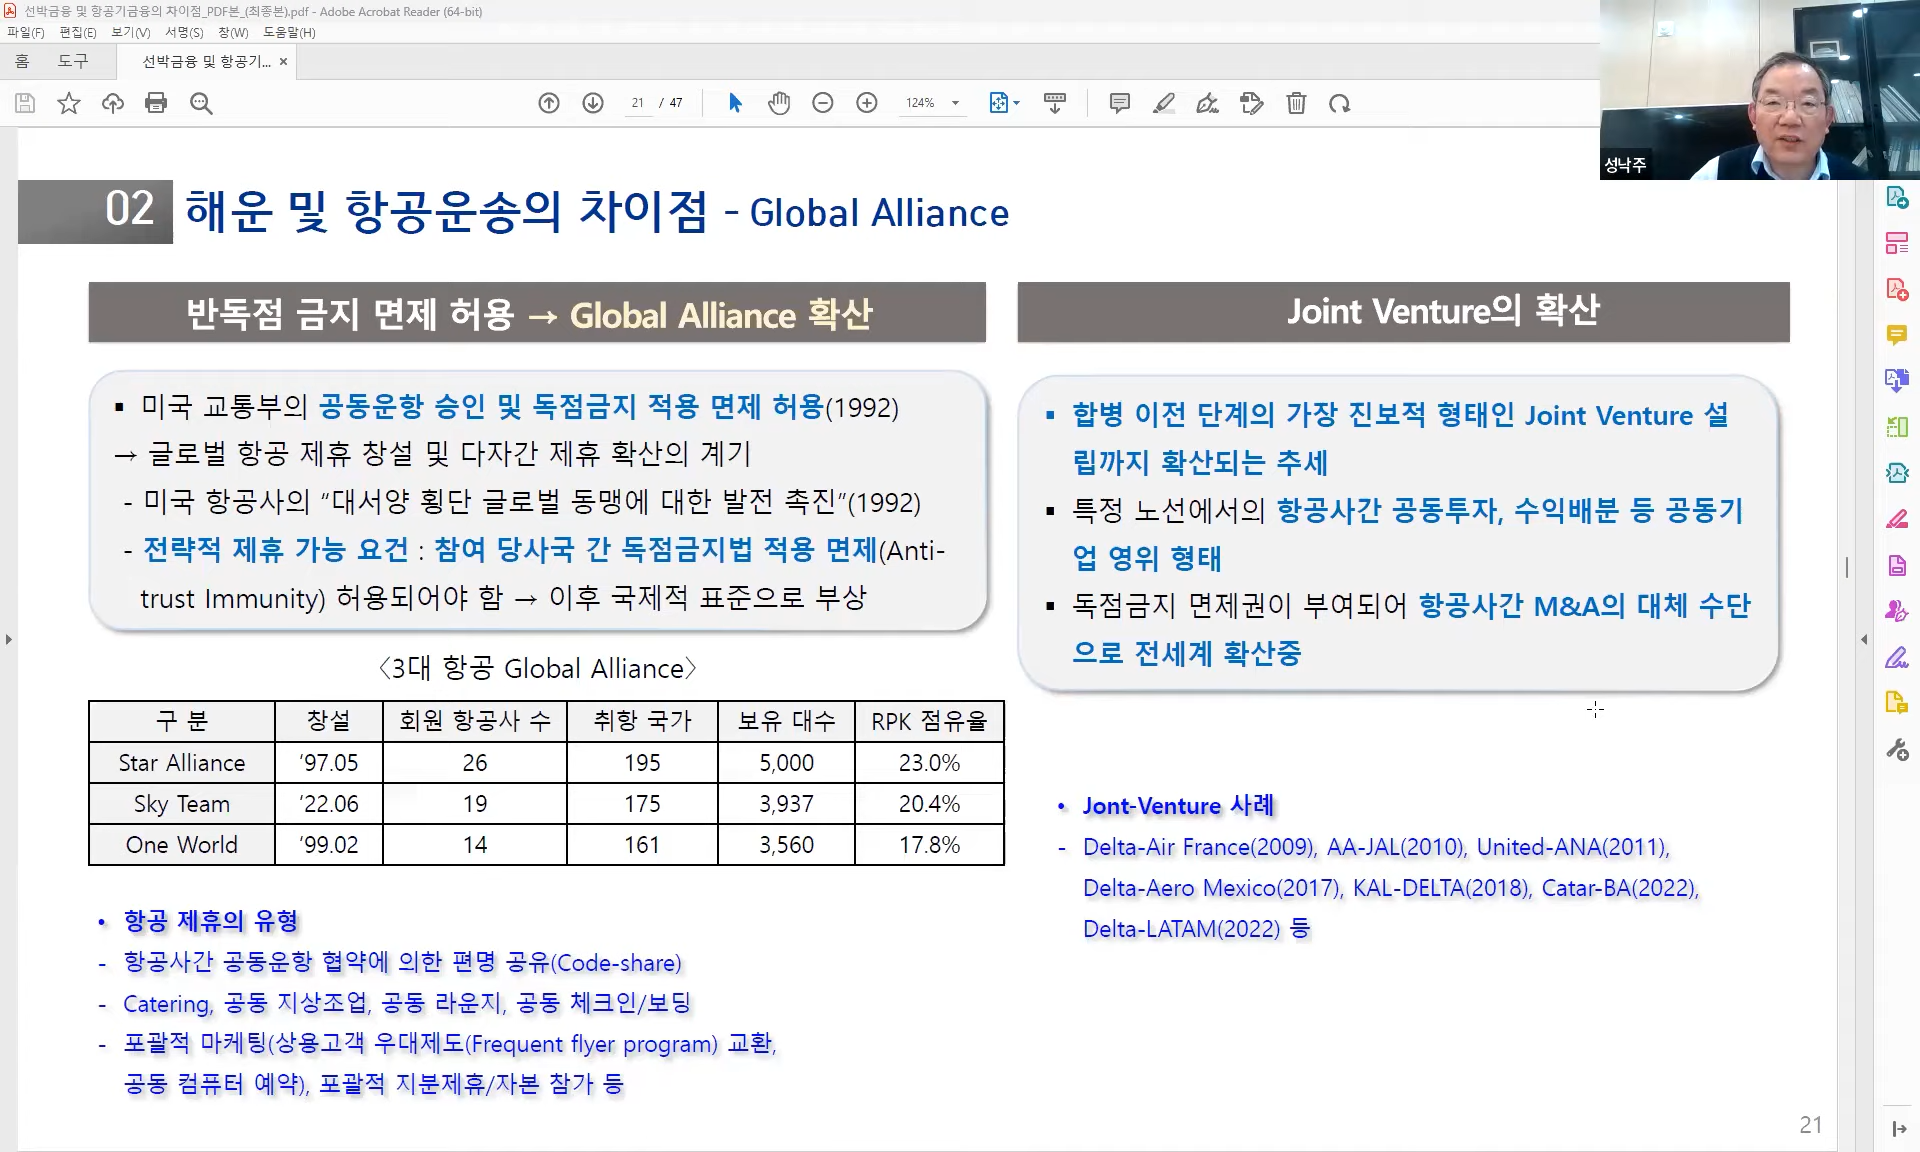 선박금융 및 항공기금융의 차이점_PDF본_(최종본).pdf - Adobe Acrobat Reader (64-bit)
파일(F) 편집(E) 보기(V) 서명(S) 창(W) 도움말(H)
홈 도구 선박금융 및 항공기... ×
21 / 47 124%
성낙주
02 해운 및 항공운송의 차이점 - Global Alliance
반독점 금지 면제 허용 → Global Alliance 확산
▪ 미국 교통부의 공동운항 승인 및 독점금지 적용 면제 허용(1992)
→ 글로벌 항공 제휴 창설 및 다자간 제휴 확산의 계기
- 미국 항공사의 “대서양 횡단 글로벌 동맹에 대한 발전 촉진”(1992)
- 전략적 제휴 가능 요건 : 참여 당사국 간 독점금지법 적용 면제(Anti-
trust Immunity) 허용되어야 함 → 이후 국제적 표준으로 부상
〈3대 항공 Global Alliance〉
구 분 창설 회원 항공사 수 취항 국가 보유 대수 RPK 점유율
Star Alliance ‘97.05 26 195 5,000 23.0%
Sky Team ‘22.06 19 175 3,937 20.4%
One World ‘99.02 14 161 3,560 17.8%
• 항공 제휴의 유형
- 항공사간 공동운항 협약에 의한 편명 공유(Code-share)
- Catering, 공동 지상조업, 공동 라운지, 공동 체크인/보딩
- 포괄적 마케팅(상용고객 우대제도(Frequent flyer program) 교환,
공동 컴퓨터 예약), 포괄적 지분제휴/자본 참가 등
Joint Venture의 확산
▪ 합병 이전 단계의 가장 진보적 형태인 Joint Venture 설
립까지 확산되는 추세
▪ 특정 노선에서의 항공사간 공동투자, 수익배분 등 공동기
업 영위 형태
▪ 독점금지 면제권이 부여되어 항공사간 M&A의 대체 수단
으로 전세계 확산중
• Jont-Venture 사례
- Delta-Air France(2009), AA-JAL(2010), United-ANA(2011),
Delta-Aero Mexico(2017), KAL-DELTA(2018), Catar-BA(2022),
Delta-LATAM(2022) 등
21